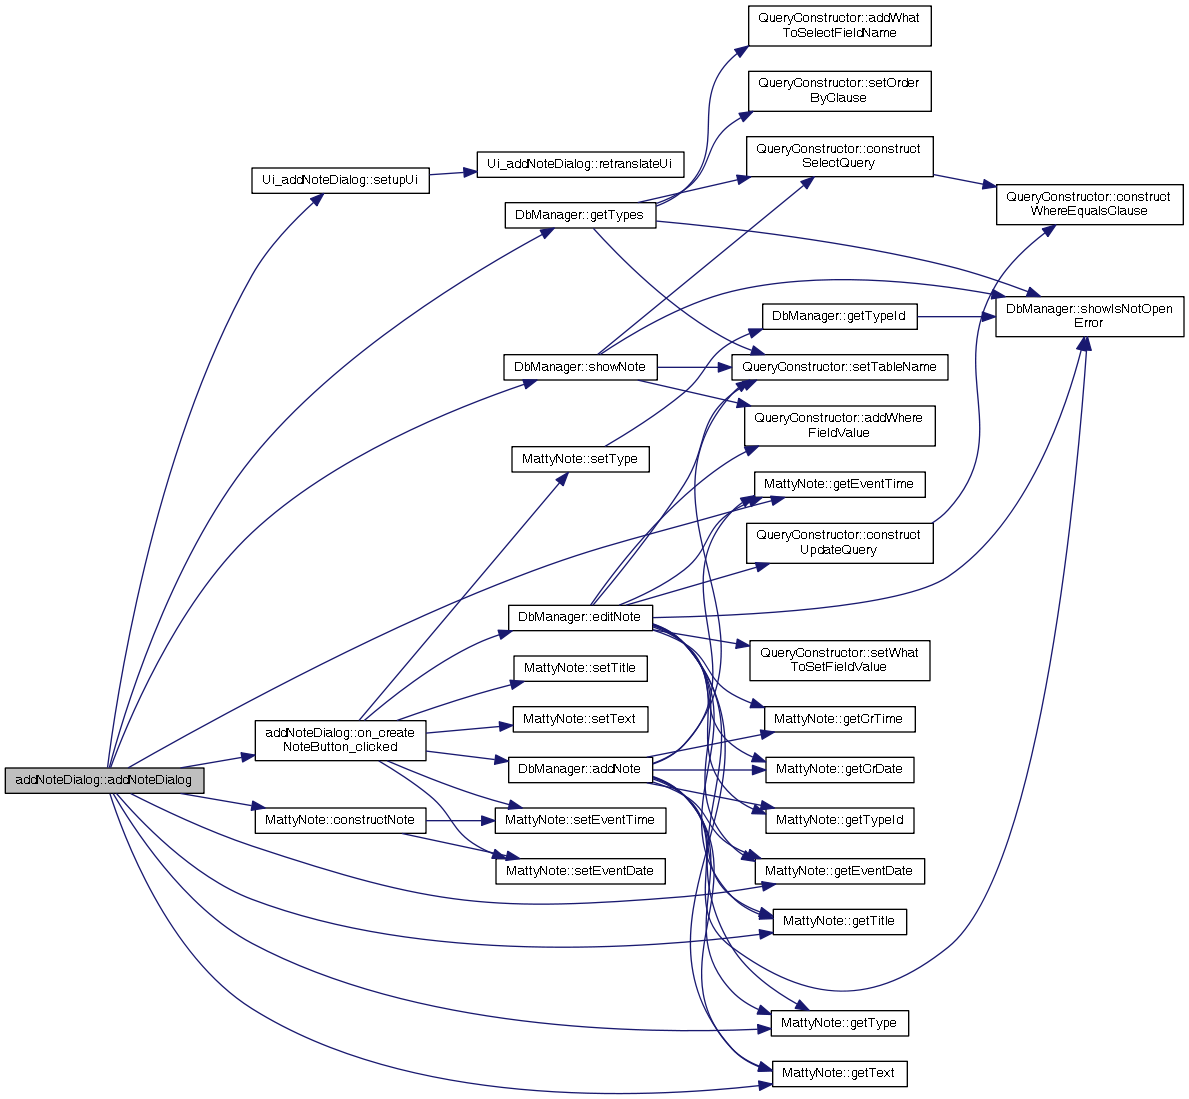 QueryConstructor::addWhat
ToSelectFieldName
QueryConstructor::setOrder
ByClause
QueryConstructor::construct
SelectQuery
Ui_addNoteDialog::retranslateUi
Ui_addNoteDialog::setupUi
QueryConstructor::construct
WhereEqualsClause
DbManager::getTypes
DbManager::showIsNotOpen
Error
DbManager::getTypeId
DbManager::showNote
QueryConstructor::setTableName
QueryConstructor::addWhere
FieldValue
MattyNote::setType
MattyNote::getEventTime
QueryConstructor::construct
UpdateQuery
DbManager::editNote
QueryConstructor::setWhat
ToSetFieldValue
MattyNote::setTitle
MattyNote::setText
MattyNote::getCrTime
addNoteDialog::on_create
NoteButton_clicked
DbManager::addNote
MattyNote::getCrDate
addNoteDialog::addNoteDialog
MattyNote::constructNote
MattyNote::setEventTime
MattyNote::getTypeId
MattyNote::setEventDate
MattyNote::getEventDate
MattyNote::getTitle
MattyNote::getType
MattyNote::getText